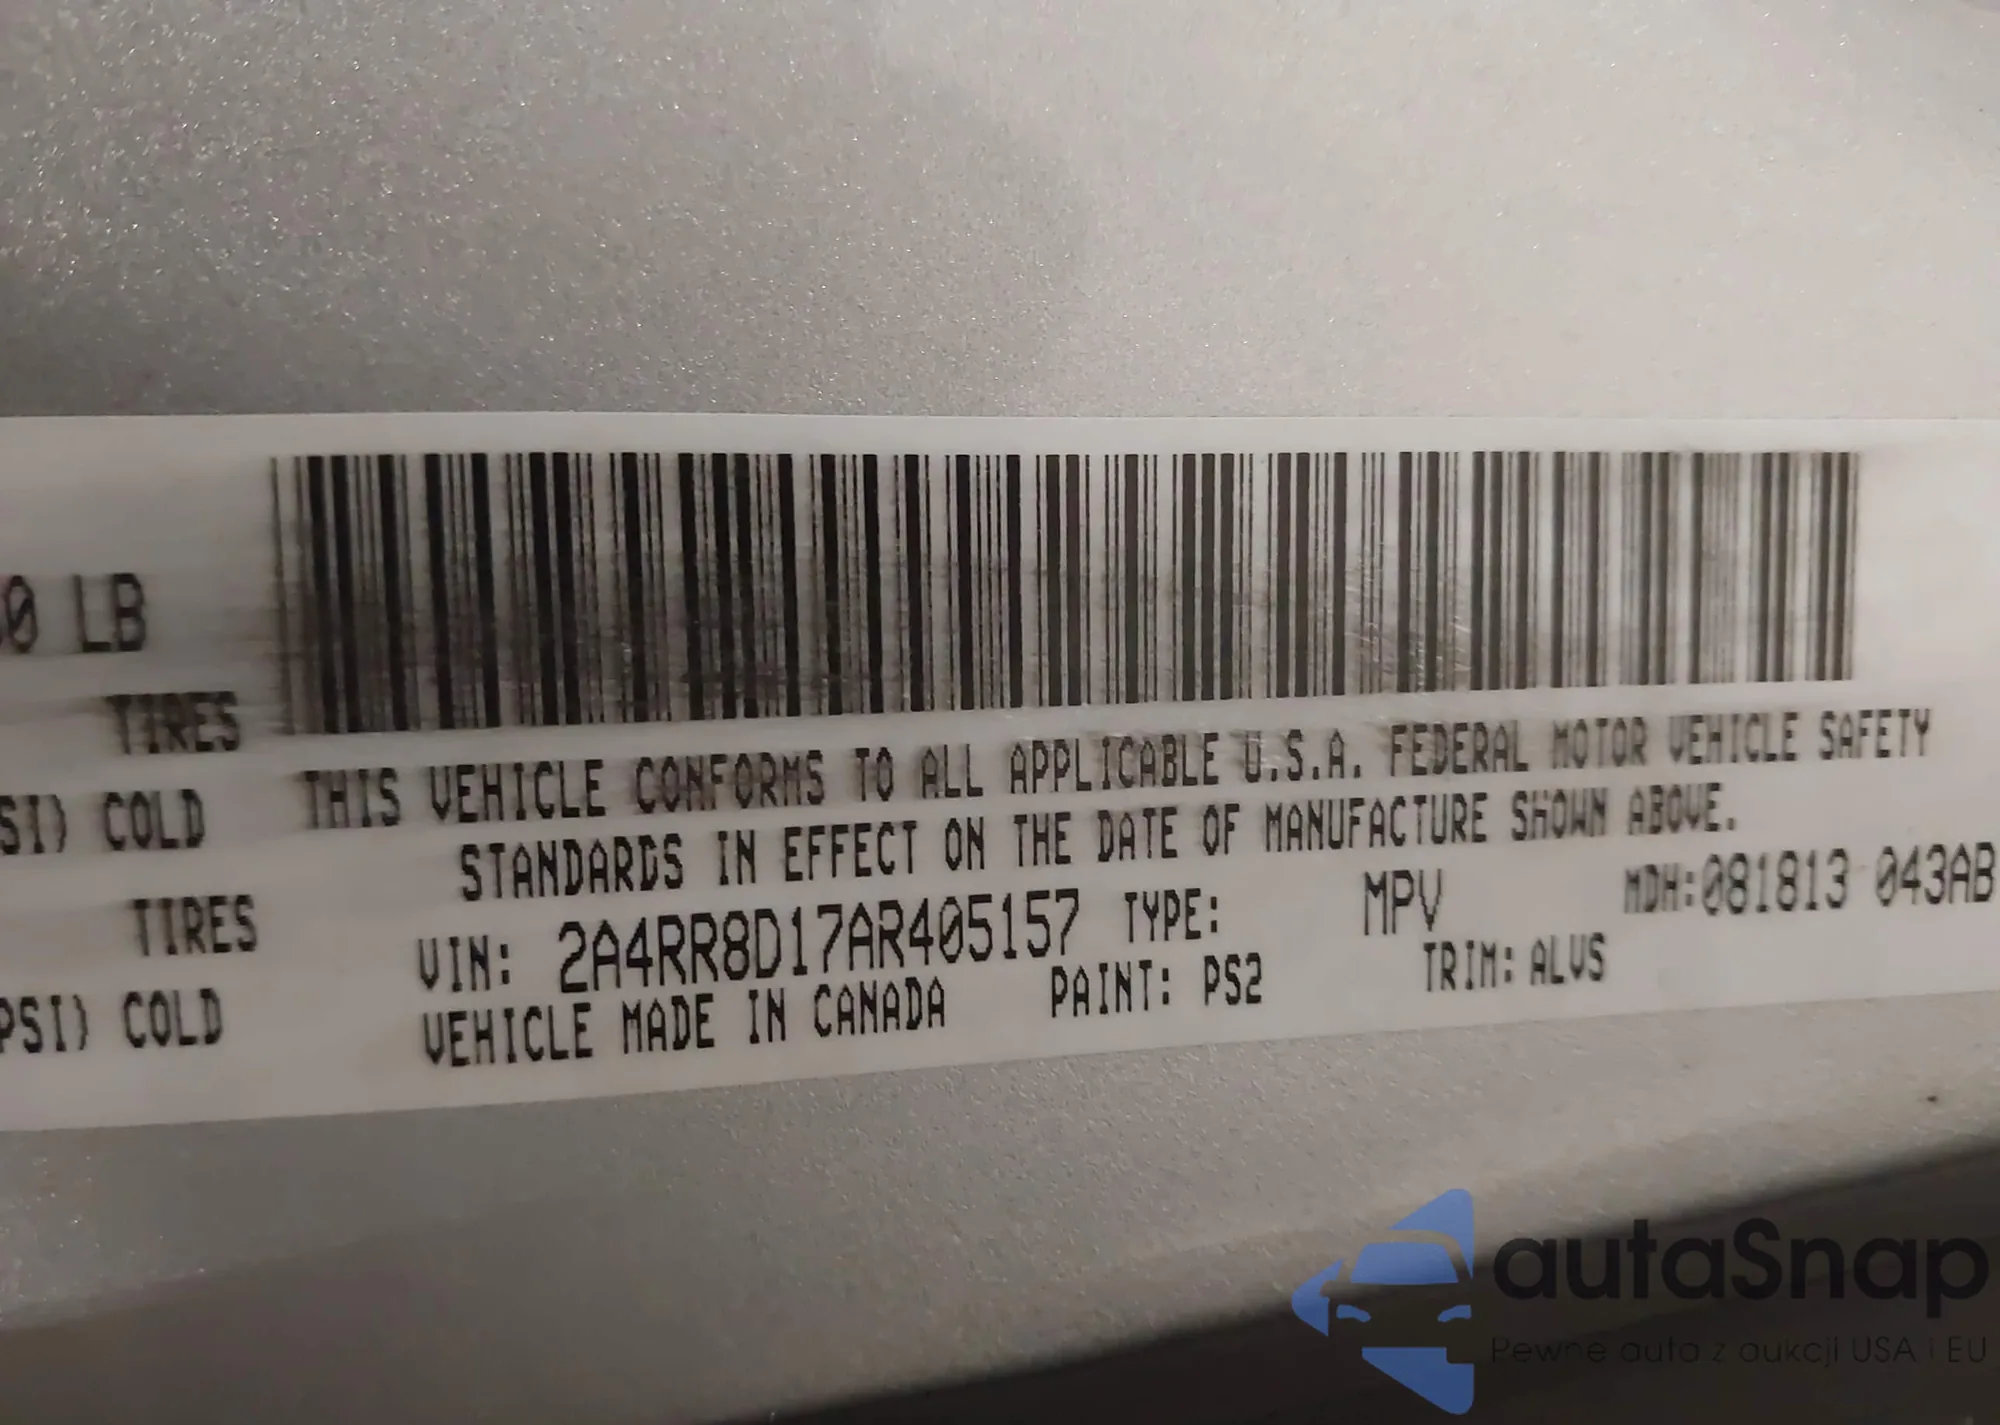 0 LB
TIRES
SI) COLD
TIRES
PSI) COLD
THIS VEHICLE CONFORMS TO ALL APPLICABLE U.S.A. FEDERAL MOTOR VEHICLE SAFETY
STANDARDS IN EFFECT ON THE DATE OF MANUFACTURE SHOWN ABOVE.
VIN: 2A4RR8D17AR405157 TYPE: MPV MDH:081813 043AB
VEHICLE MADE IN CANADA PAINT: PS2 TRIM: ALVS
autaSnap
Pewne auta z aukcji USA i EU